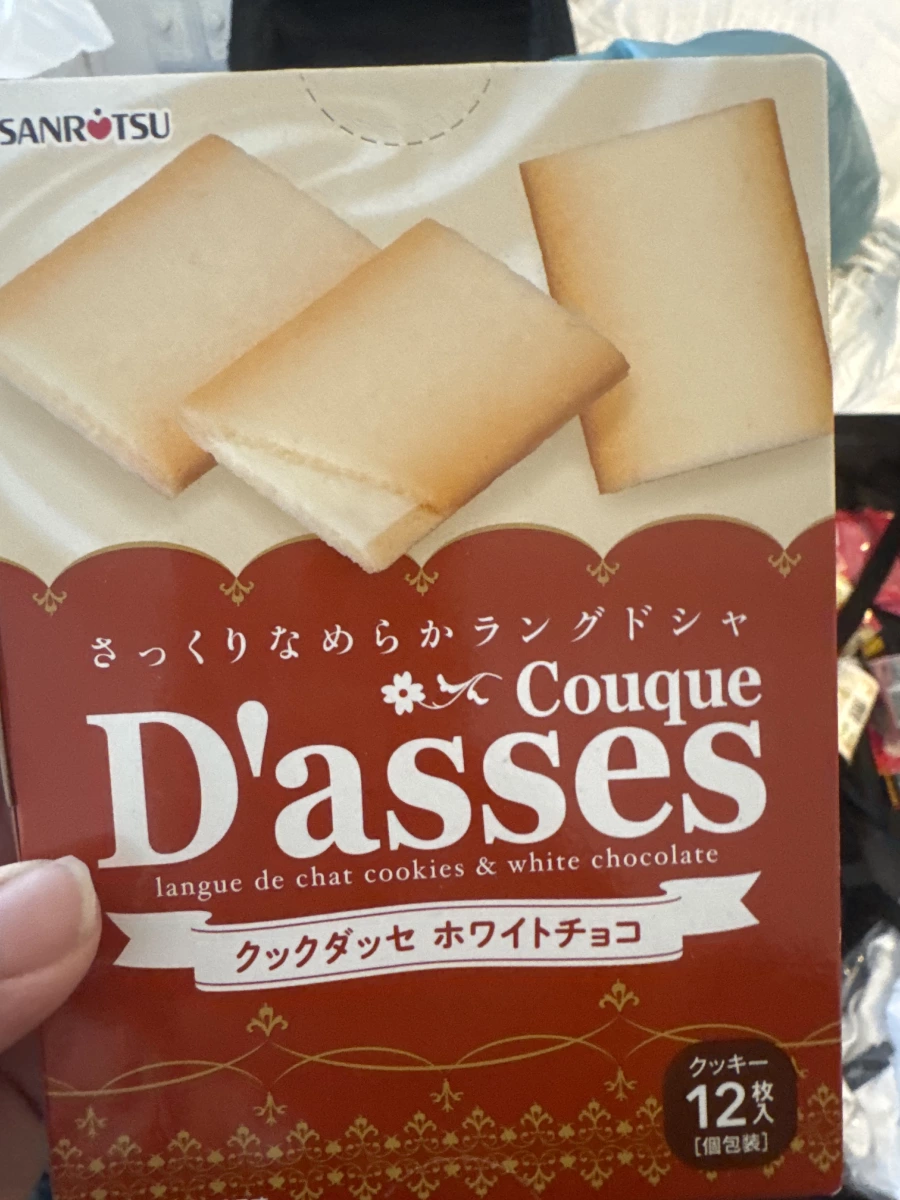 SANRITSU
さっくりなめらかラングドシャ
Couque
D'asses
langue de chat cookies & white chocolate
クックダッセ ホワイトチョコ
クッキー
12枚入
[個包装]